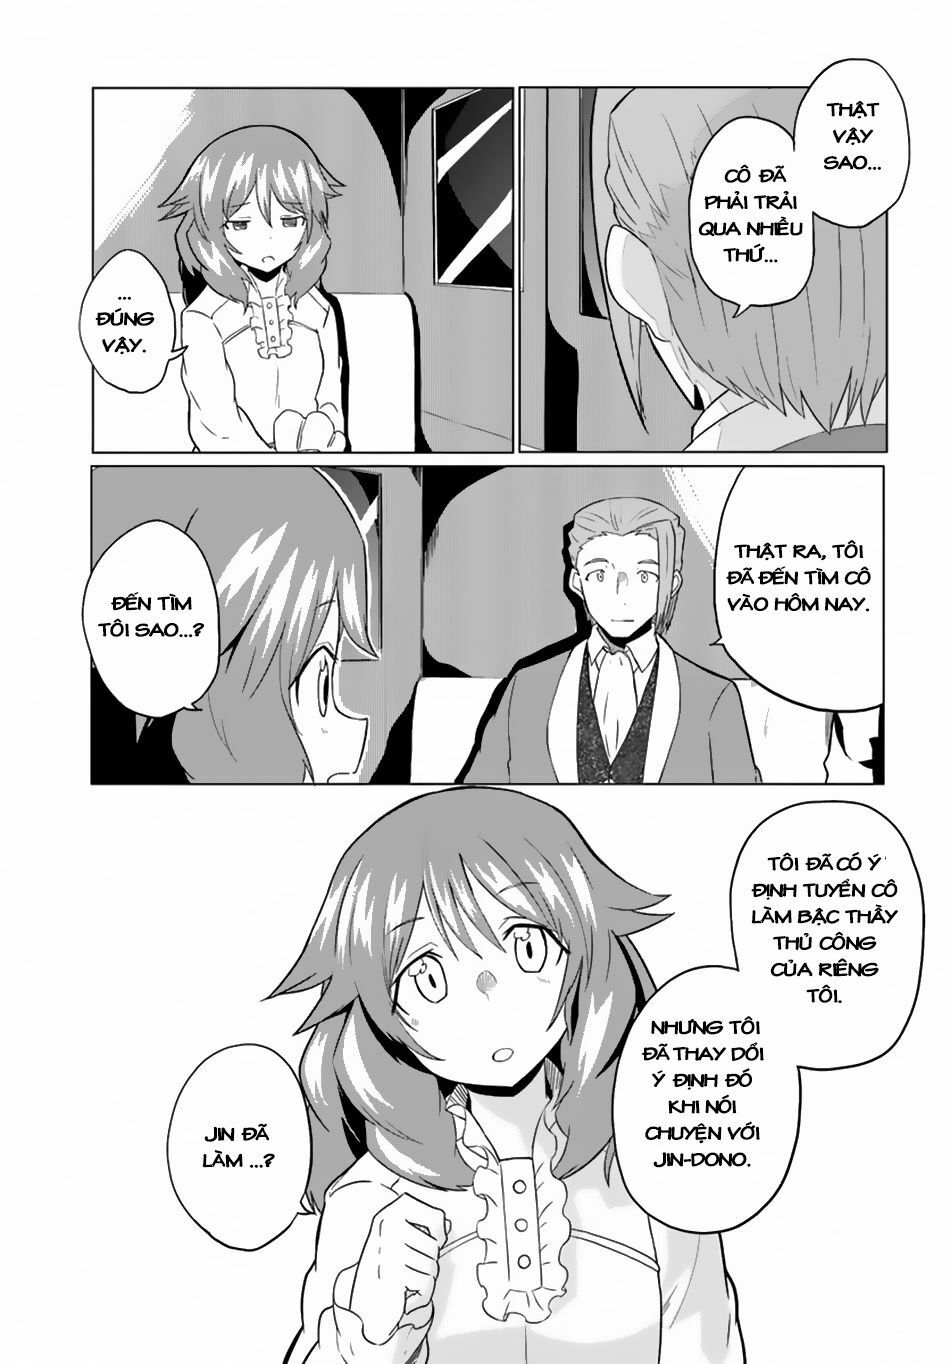 THẬT
VẬY
SAO...
CÔ ĐÃ
PHẢI TRẢI
QUA NHIỀU
THỨ...
...
ĐÚNG
VẬY.
THẬT RA, TÔI
ĐÃ ĐẾN TÌM CÔ
VÀO HÔM NAY.
ĐẾN TÌM
TÔI SAO...?
TÔI ĐÃ CÓ Ý
ĐỊNH TUYỂN CÔ
LÀM BẬC THẦY
THỦ CÔNG
CỦA RIÊNG
TÔI.
NHƯNG TÔI
ĐÃ THAY DỔI
Ý ĐỊNH ĐÓ
KHI NÓI
CHUYỆN VỚI
JIN-DONO.
JIN ĐÃ
LÀM ...?